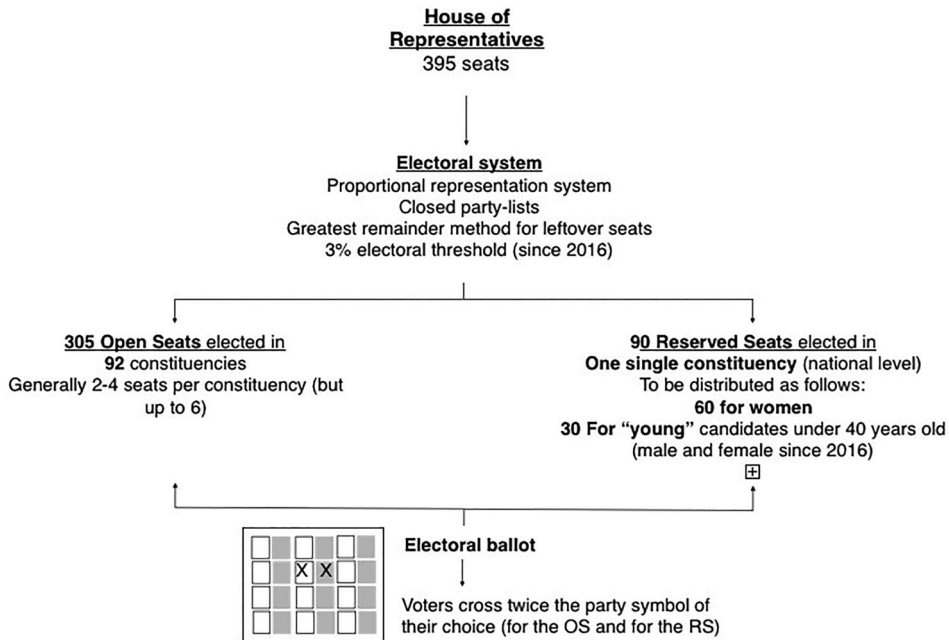 House of
Representatives
395 seats
Electoral system
Proportional representation system
Closed party-lists
Greatest remainder method for leftover seats
3% electoral threshold (since 2016)
305 Open Seats elected in
92 constituencies
Generally 2-4 seats per constituency (but
up to 6)
90 Reserved Seats elected in
One single constituency (national level)
To be distributed as follows:
60 for women
30 For “young” candidates under 40 years old
(male and female since 2016)
Electoral ballot
X X
Voters cross twice the party symbol of
their choice (for the OS and for the RS)